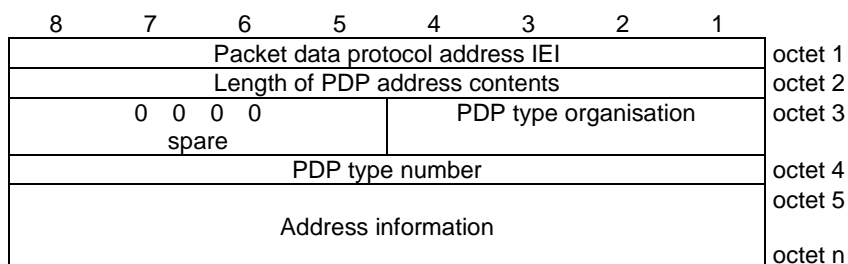 8 7 6 5 4 3 2 1
Packet data protocol address IEI octet 1
Length of PDP address contents octet 2
0 0 0 0 PDP type organisation octet 3
spare
PDP type number octet 4
octet 5
Address information
octet n